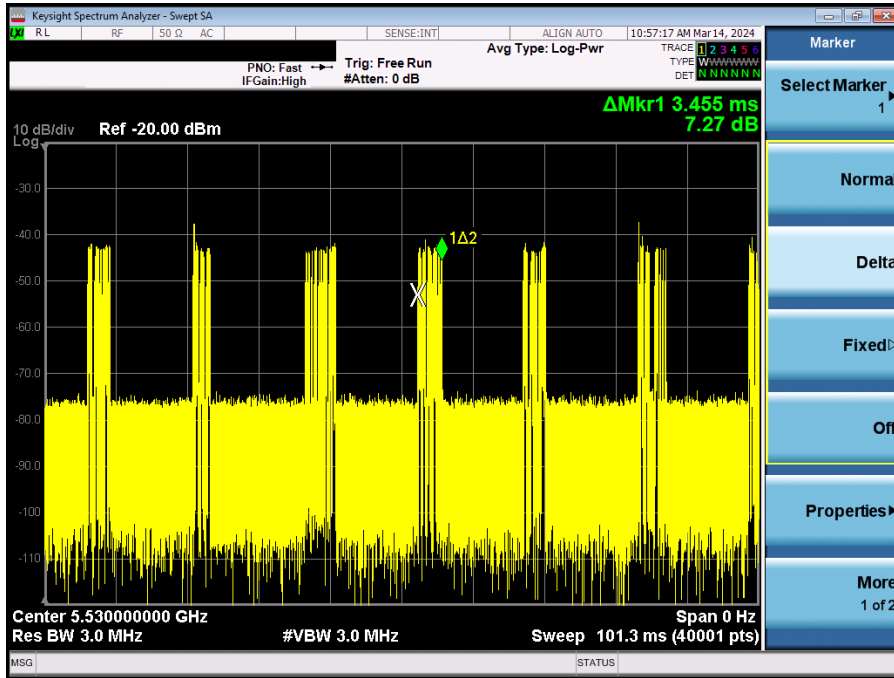 Keysight Spectrum Analyzer - Swept SA
LXI RL RF 50 Ω AC SENSE:INT ALIGN AUTO 10:57:17 AM Mar 14, 2024
PNO: Fast
IFGain:High
Trig: Free Run
#Atten: 0 dB
Avg Type: Log-Pwr
TRACE 1 2 3 4 5 6
TYPE WWWWWW
DET N N N N N N
ΔMkr1 3.455 ms
7.27 dB
10 dB/div Ref -20.00 dBm
Log
-30.0
-40.0
-50.0
-60.0
-70.0
-80.0
-90.0
-100
-110
1Δ2
X
Center 5.530000000 GHz Span 0 Hz
Res BW 3.0 MHz #VBW 3.0 MHz Sweep 101.3 ms (40001 pts)
MSG STATUS
Marker
Select Marker
1
Normal
Delta
Fixed
Off
Properties
More
1 of 2